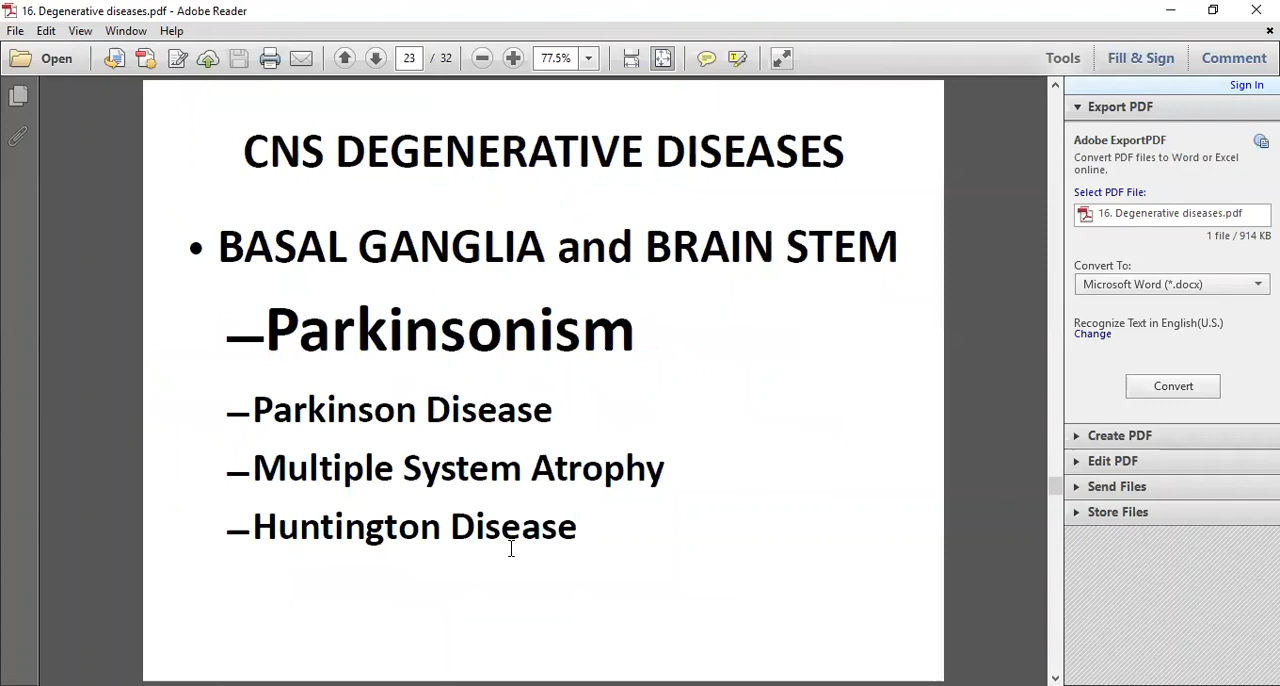 16. Degenerative diseases.pdf - Adobe Reader
File Edit View Window Help
Open 23 / 32 77.5% Tools Fill & Sign Comment
Sign In
Export PDF
Adobe ExportPDF
Convert PDF files to Word or Excel
online.
Select PDF File:
16. Degenerative diseases.pdf
1 file / 914 KB
Convert To:
Microsoft Word (*.docx)
Recognize Text in English(U.S.)
Change
Convert
Create PDF
Edit PDF
Send Files
Store Files
CNS DEGENERATIVE DISEASES
• BASAL GANGLIA and BRAIN STEM
–Parkinsonism
–Parkinson Disease
–Multiple System Atrophy
–Huntington Disease